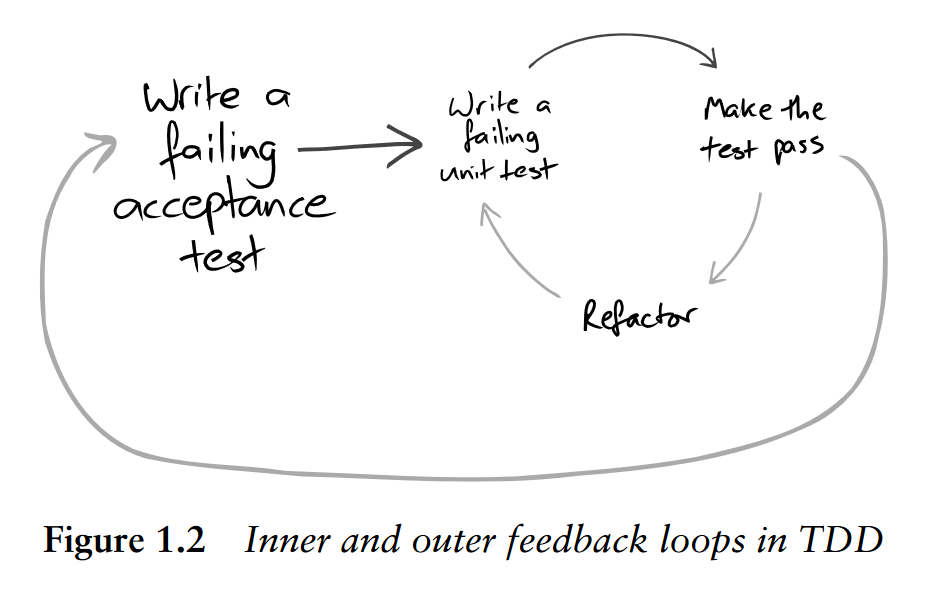 Write a
failing
acceptance
test
Write a
failing
unit test
Make the
test pass
Refactor
Figure 1.2 Inner and outer feedback loops in TDD